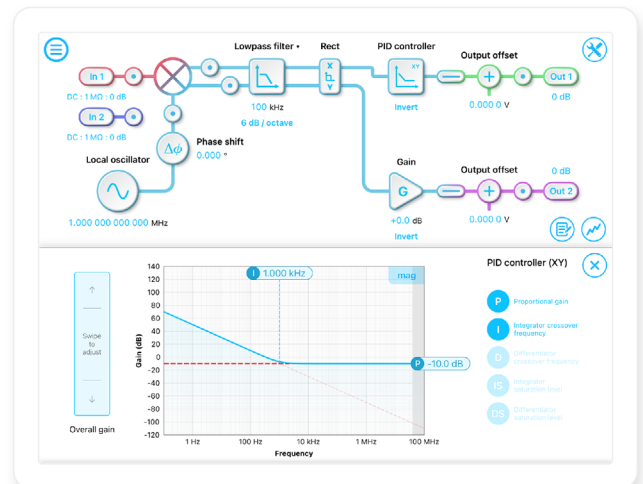 Lowpass filter ▾
Rect
PID controller
Output offset
In 1
DC : 1 MΩ : 0 dB
In 2
DC : 1 MΩ : 0 dB
X
Y
XY
Out 1
0 dB
100 kHz
6 dB / octave
Invert
0.000 0 V
Δϕ
Phase shift
0.000 °
Local oscillator
1.000 000 000 000 MHz
Gain
G
+0.0 dB
Invert
Output offset
0 dB
Out 2
0.000 0 V
PID controller (XY)
Swipe
to
adjust
Overall gain
Gain (dB)
140
120
100
80
60
40
20
0
-20
-40
-60
-80
-100
-120
I 1.000 kHz
mag
P -10.0 dB
1 Hz
100 Hz
10 kHz
1 MHz
100 MHz
Frequency
P Proportional gain
I Integrator crossover
frequency
D Differentiator
crossover frequency
IS Integrator
saturation level
DS Differentiator
saturation level